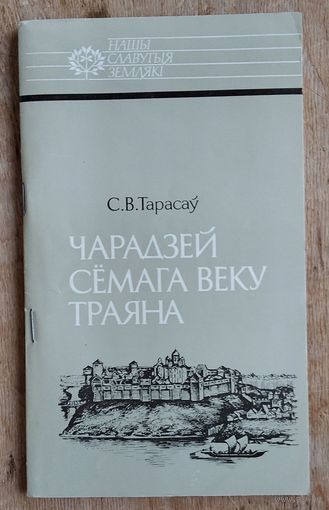 НАШЫ
СЛАВУТЫЯ
ЗЕМЛЯКІ
С.В.Тарасаў
ЧАРАДЗЕЙ
СЁМАГА ВЕКУ
ТРАЯНА